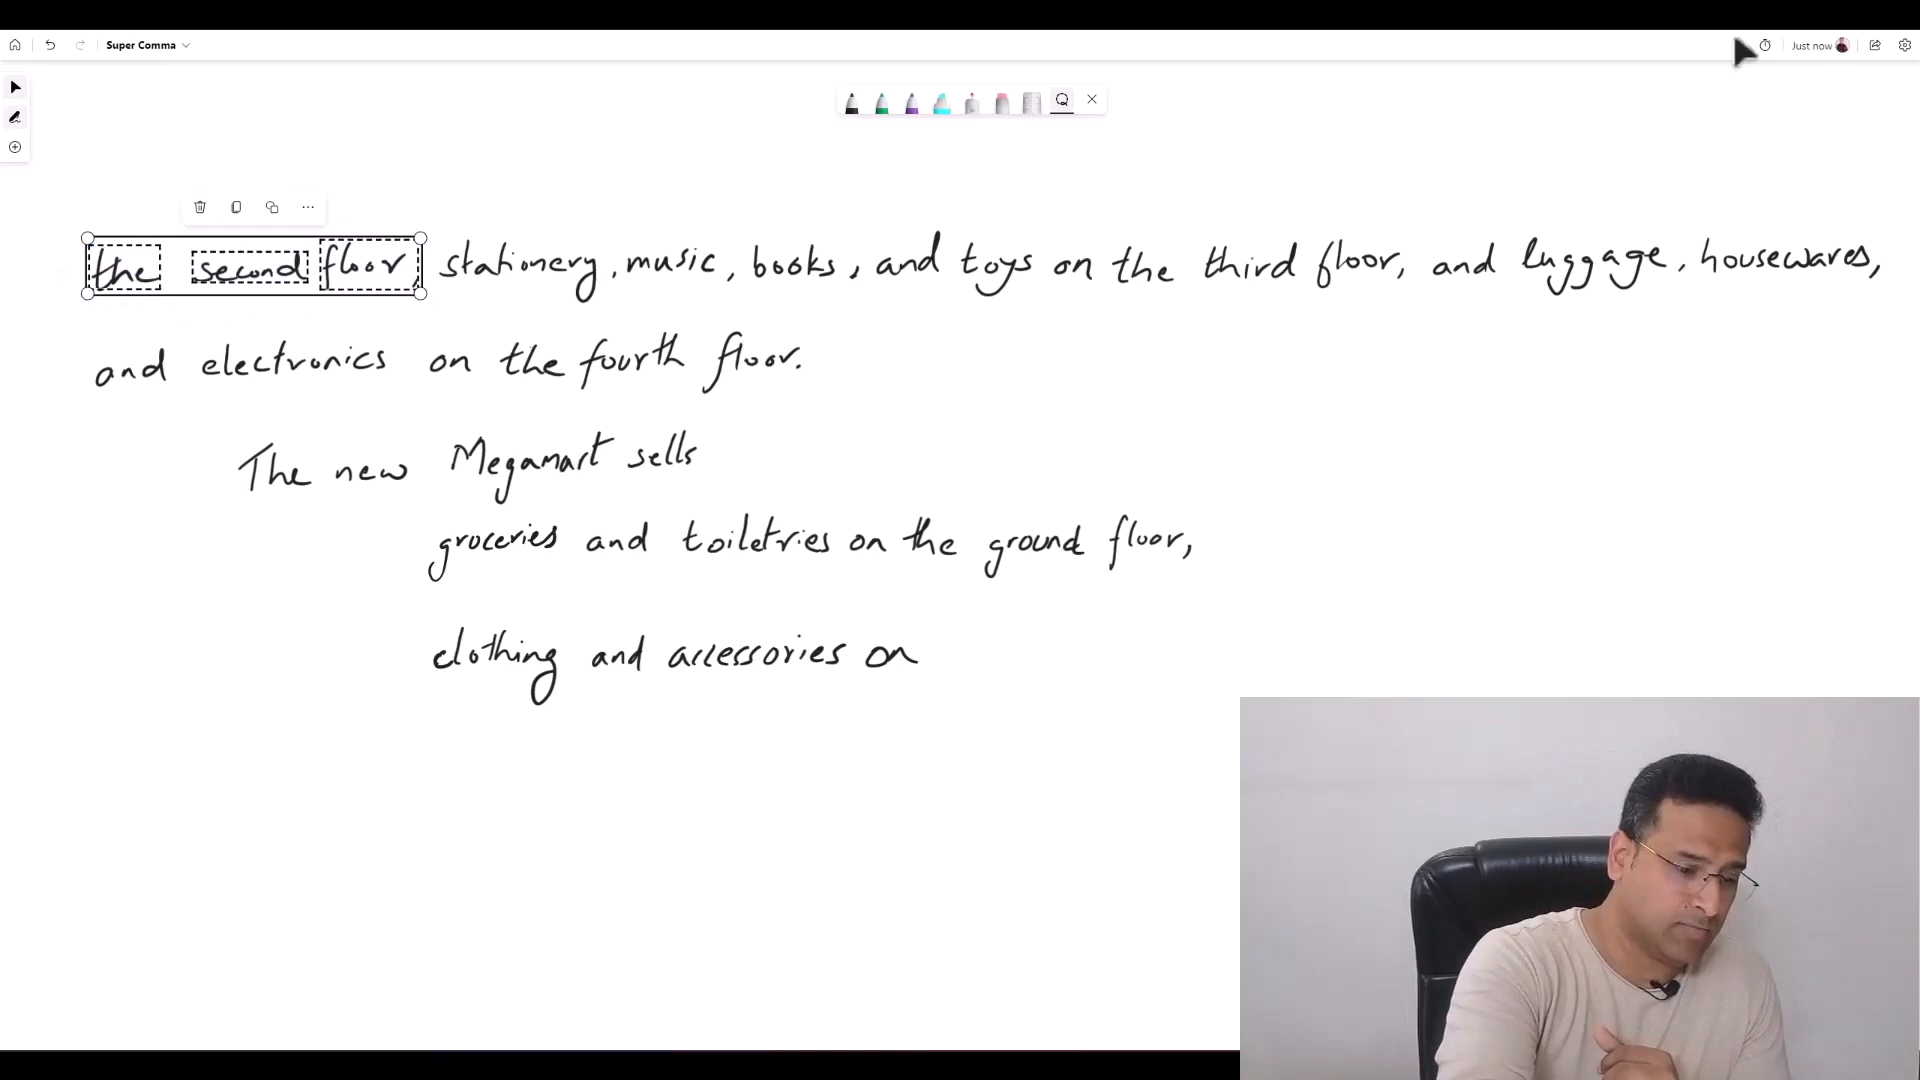 Super Comma
Just now
the second floor, stationery, music, books, and toys on the third floor, and luggage, housewares,
and electronics on the fourth floor.
The new Megamart sells
groceries and toiletries on the ground floor,
clothing and accessories on